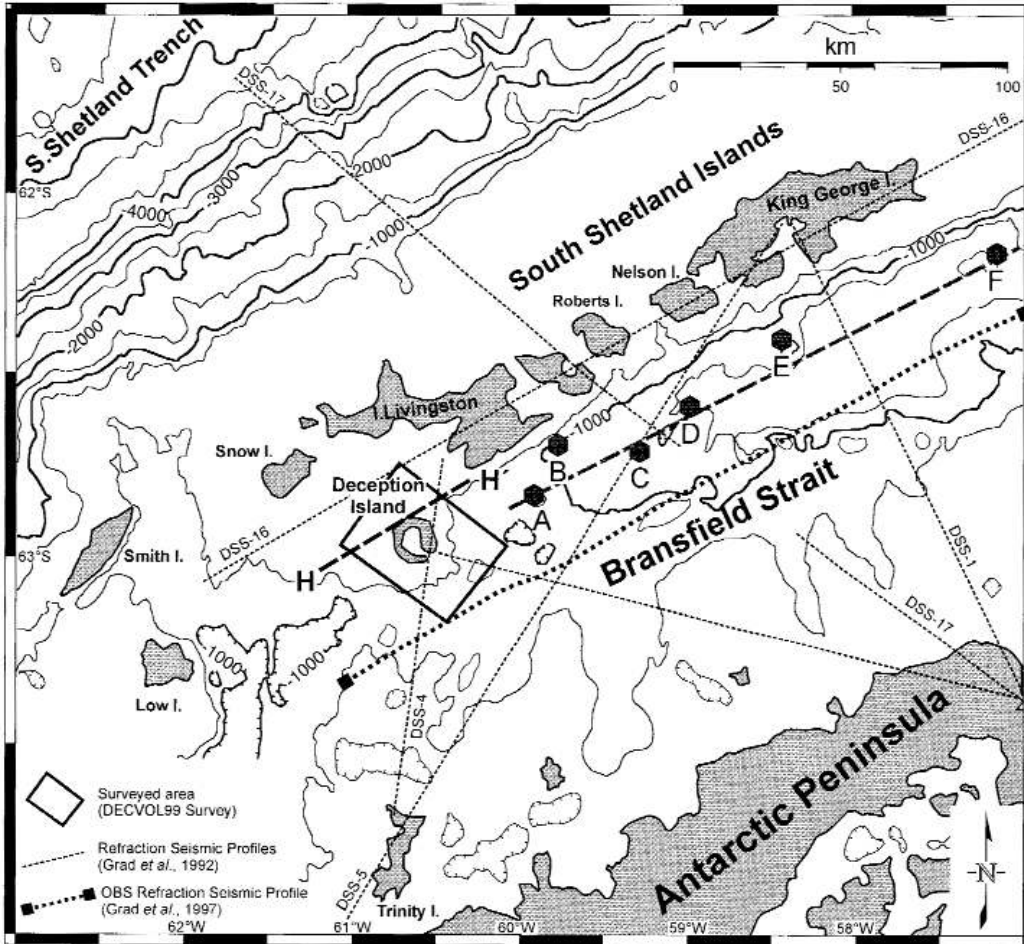 S.Shetland Trench
DSS-17
km
0
50
100
DSS-16
62°S
-4000
-3000
-2000
-1000
-2000
South Shetland Islands
King George I.
Nelson I.
Roberts I.
-1000
F
E
I.Livingston
-1000
D
Snow I.
B
C
H'
Deception
Island
A
Bransfield Strait
DSS-16
63°S
Smith I.
H
DSS-1
DSS-17
-1000
-1000
Low I.
DSS-4
Antarctic Peninsula
Surveyed area
(DECVOL99 Survey)
Refraction Seismic Profiles
(Grad et al., 1992)
OBS Refraction Seismic Profile
(Grad et al., 1997)
-N-
DSS-5
Trinity I.
62°W
61°W
60°W
59°W
58°W